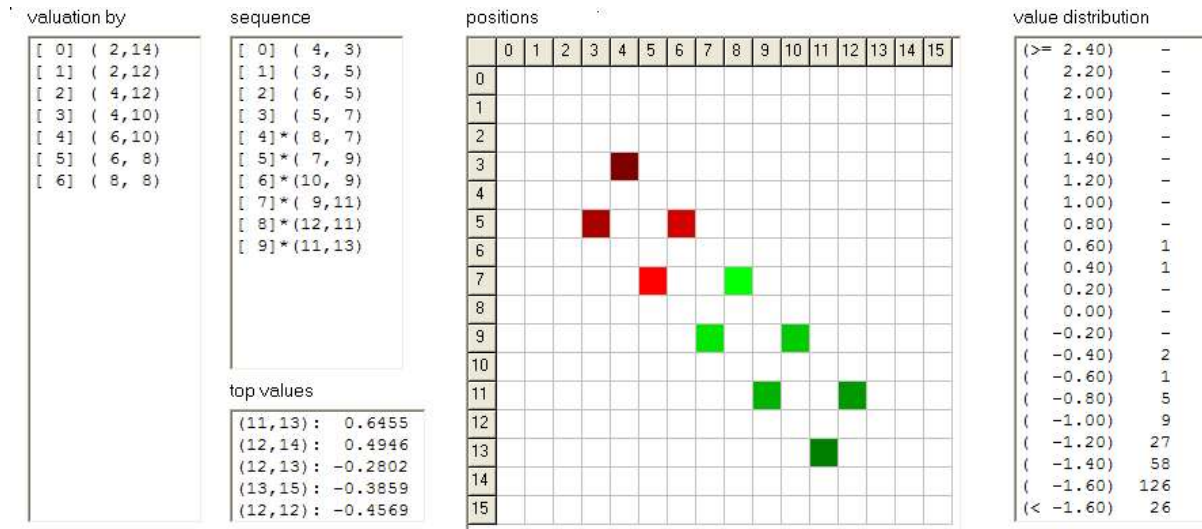 valuation by
[ 0] ( 2,14)
[ 1] ( 2,12)
[ 2] ( 4,12)
[ 3] ( 4,10)
[ 4] ( 6,10)
[ 5] ( 6, 8)
[ 6] ( 8, 8)
sequence
[ 0] ( 4, 3)
[ 1] ( 3, 5)
[ 2] ( 6, 5)
[ 3] ( 5, 7)
[ 4]*( 8, 7)
[ 5]*( 7, 9)
[ 6]*(10, 9)
[ 7]*( 9,11)
[ 8]*(12,11)
[ 9]*(11,13)
top values
(11,13): 0.6455
(12,14): 0.4946
(12,13): -0.2802
(13,15): -0.3859
(12,12): -0.4569
positions
0 1 2 3 4 5 6 7 8 9 10 11 12 13 14 15
0
1
2
3
4
5
6
7
8
9
10
11
12
13
14
15
value distribution
(>= 2.40) -
( 2.20) -
( 2.00) -
( 1.80) -
( 1.60) -
( 1.40) -
( 1.20) -
( 1.00) -
( 0.80) -
( 0.60) 1
( 0.40) 1
( 0.20) -
( 0.00) -
( -0.20) -
( -0.40) 2
( -0.60) 1
( -0.80) 5
( -1.00) 9
( -1.20) 27
( -1.40) 58
( -1.60) 126
(< -1.60) 26